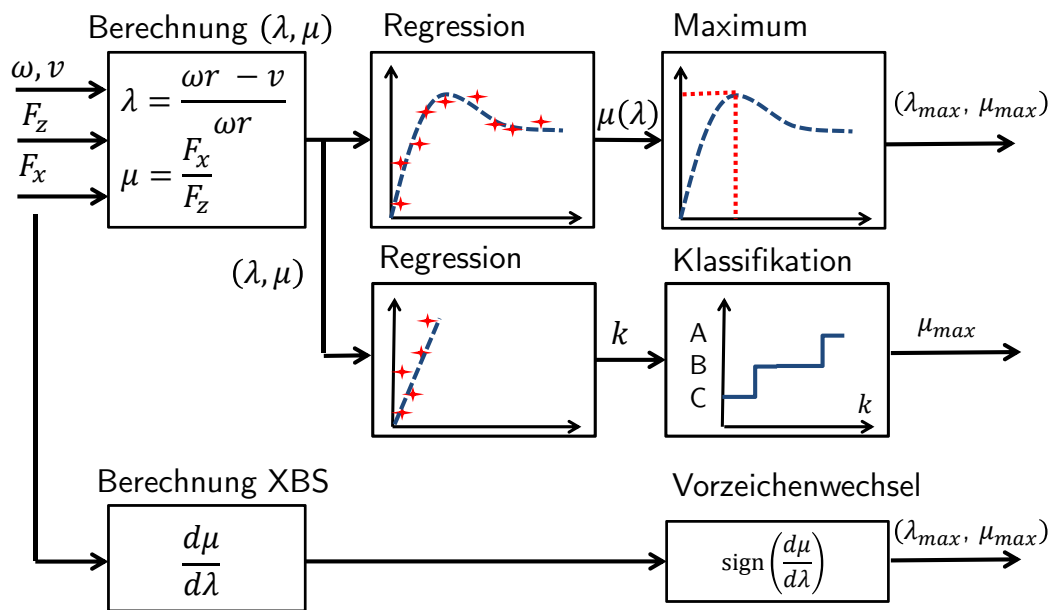 Berechnung (λ, μ)
Regression
Maximum
ω, v
F_z
F_x
λ = (ωr − v) / ωr
μ = F_x / F_z
μ(λ)
(λ_max, μ_max)
(λ, μ)
Regression
Klassifikation
k
A
B
C
k
μ_max
Berechnung XBS
Vorzeichenwechsel
dμ/dλ
sign(dμ/dλ)
(λ_max, μ_max)